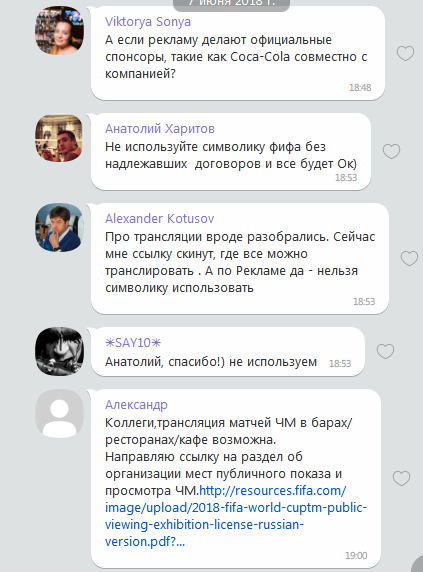 7 июня 2018 г.
Viktorya Sonya
А если рекламу делают официальные
спонсоры, такие как Coca-Cola совместно с
компанией?
18:48
Анатолий Харитов
Не используйте символику фифа без
надлежавших договоров и все будет Ок)
18:53
Alexander Kotusov
Про трансляции вроде разобрались. Сейчас
мне ссылку скинут, где все можно
транслировать . А по Рекламе да - нельзя
символику использовать
18:53
✳SAY10✳
Анатолий, спасибо!) не используем 18:53
Александр
Коллеги,трансляция матчей ЧМ в барах/
ресторанах/кафе возможна.
Направляю ссылку на раздел об
организации мест публичного показа и
просмотра ЧМ.http://resources.fifa.com/
image/upload/2018-fifa-world-cuptm-public-
viewing-exhibition-license-russian-
version.pdf?...
19:00